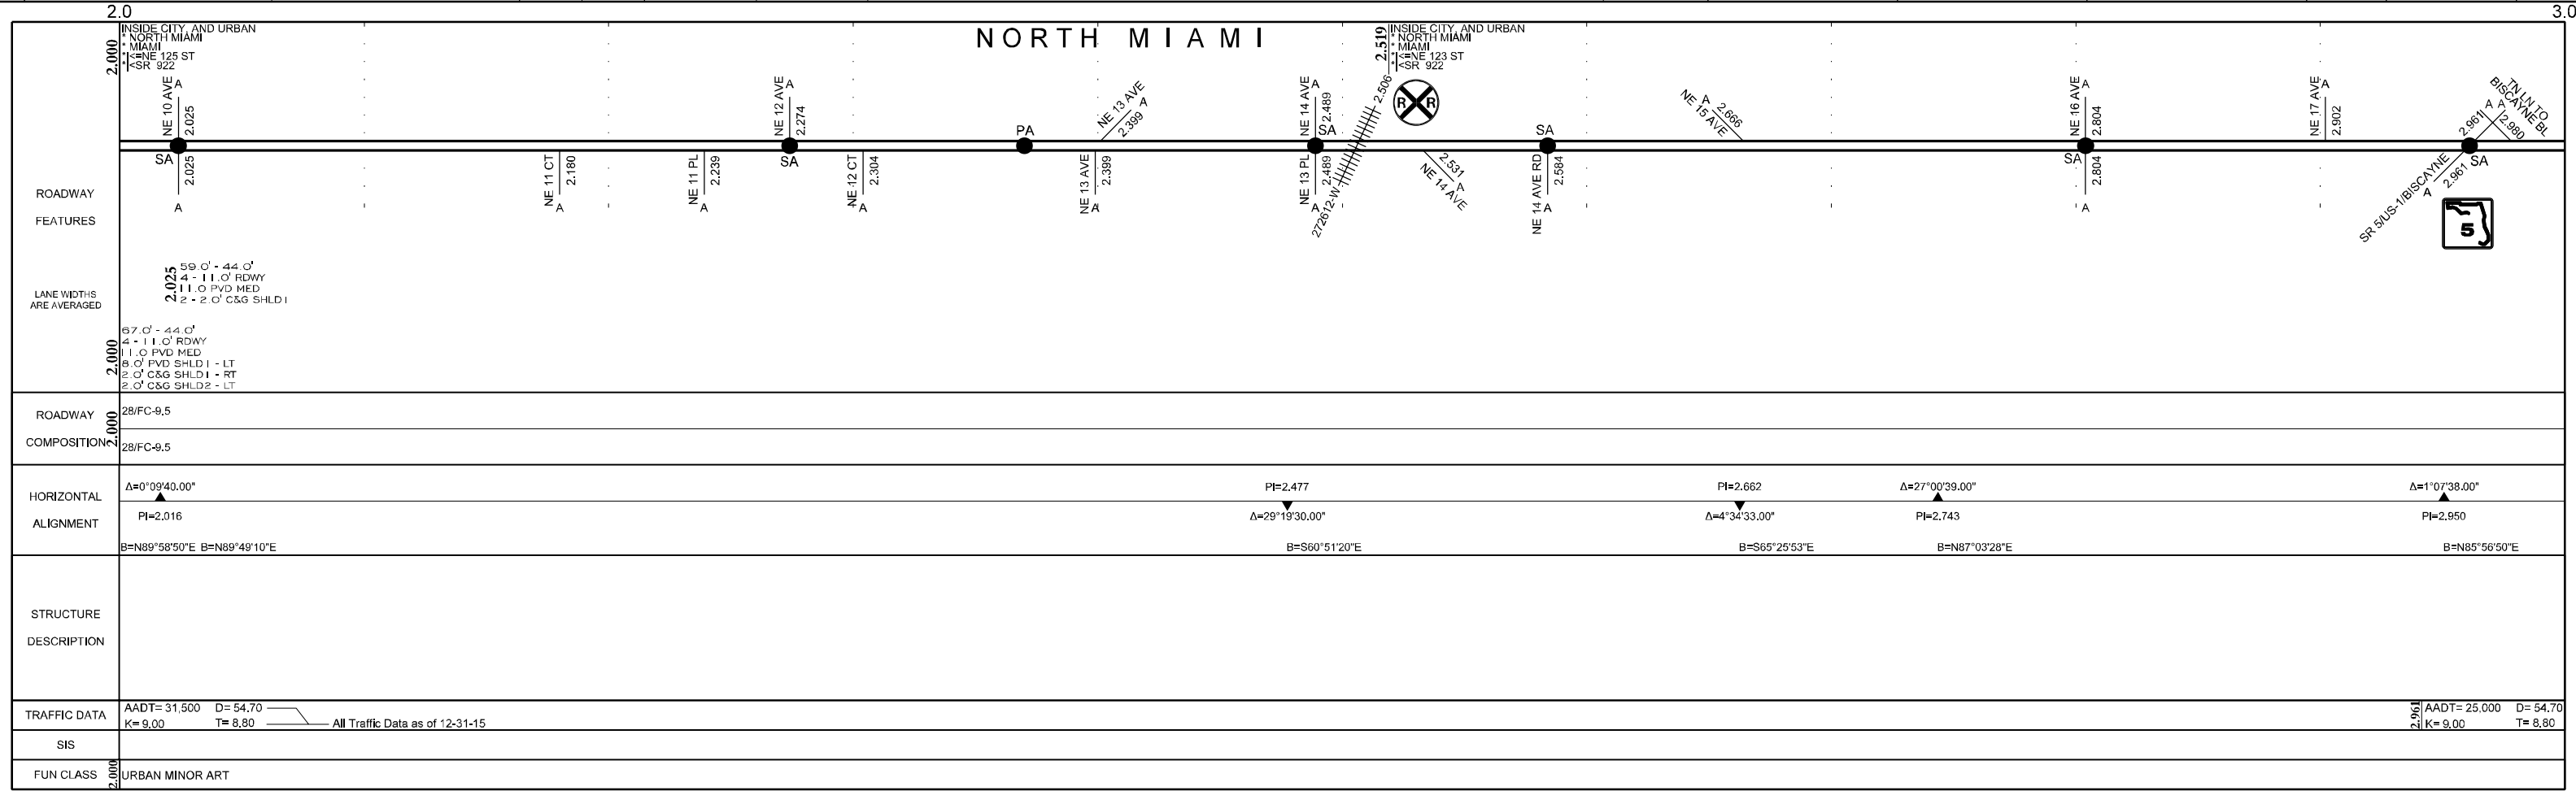 2.0
3.0
2.000
INSIDE CITY, AND URBAN
* NORTH MIAMI
* MIAMI
*|<=NE 125 ST
*|<SR 922
NORTH MIAMI
2.519
INSIDE CITY, AND URBAN
* NORTH MIAMI
* MIAMI
*|<=NE 123 ST
*|<SR 922
NE 10 AVE
A
2.025
SA
2.025
A
NE 11 CT
2.180
A
NE 11 PL
2.239
A
NE 12 AVE
A
2.274
SA
NE 12 CT
2.304
A
PA
NE 13 AVE
A
2.399
NE 13 AVE
2.399
A
NE 14 AVE
A
2.489
SA
NE 13 PL
2.489
A
2.506
272612-W
R R
2.531
A
NE 14 AVE
SA
NE 14 AVE RD
2.584
A
A
2.666
NE 15 AVE
NE 16 AVE
A
2.804
SA
2.804
A
NE 17 AVE
A
2.902
TN LN TO
BISCAYNE BL
A
A
2.961
2.980
SA
SR 5/US-1/BISCAYNE
2.961
A
5
ROADWAY
FEATURES
LANE WIDTHS
ARE AVERAGED
2.025
59.0' - 44.0'
4 - 11.0' RDWY
11.0 PVD MED
2 - 2.0' C&G SHLD1
2.000
67.0' - 44.0'
4 - 11.0' RDWY
11.0 PVD MED
8.0' PVD SHLD1 - LT
2.0' C&G SHLD1 - RT
2.0' C&G SHLD2 - LT
ROADWAY
COMPOSITION
2.000
28/FC-9.5
28/FC-9.5
HORIZONTAL
ALIGNMENT
Δ=0°09'40.00"
PI=2.016
B=N89°58'50"E B=N89°49'10"E
PI=2.477
Δ=29°19'30.00"
B=S60°51'20"E
PI=2.662
Δ=4°34'33.00"
B=S65°25'53"E
Δ=27°00'39.00"
PI=2.743
B=N87°03'28"E
Δ=1°07'38.00"
PI=2.950
B=N85°56'50"E
STRUCTURE
DESCRIPTION
TRAFFIC DATA
AADT= 31,500 D= 54.70
K= 9.00 T= 8.80 All Traffic Data as of 12-31-15
2.961
AADT= 25,000 D= 54.70
K= 9.00 T= 8.80
SIS
FUN CLASS
2.000
URBAN MINOR ART